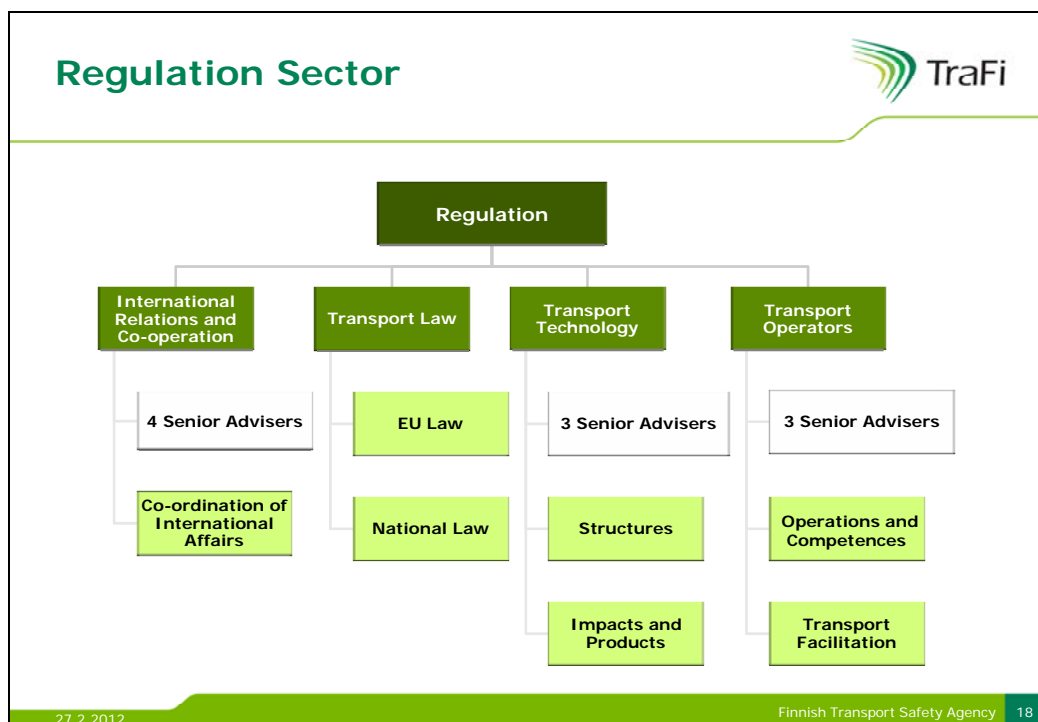 Regulation Sector
TraFi
Regulation
International
Relations and
Co-operation
Transport Law
Transport
Technology
Transport
Operators
4 Senior Advisers
EU Law
3 Senior Advisers
3 Senior Advisers
Co-ordination of
International
Affairs
National Law
Structures
Operations and
Competences
Impacts and
Products
Transport
Facilitation
27.2.2012
Finnish Transport Safety Agency 18